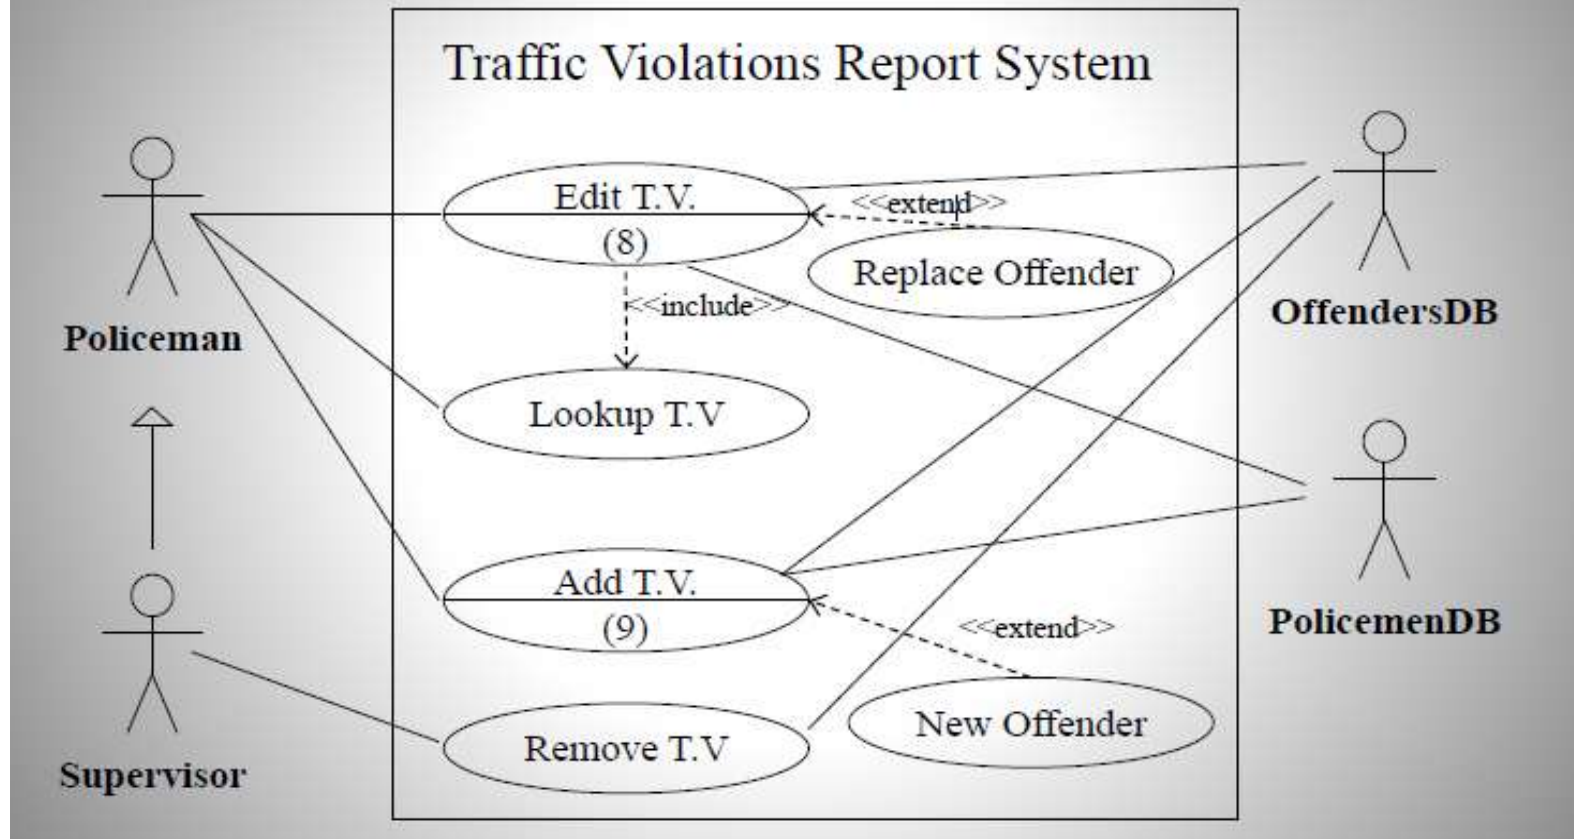 Traffic Violations Report System
Edit T.V.
(8)
<<extend>>
Replace Offender
<<include>>
Policeman
OffendersDB
Lookup T.V
Add T.V.
(9)
<<extend>>
PolicemenDB
New Offender
Remove T.V
Supervisor